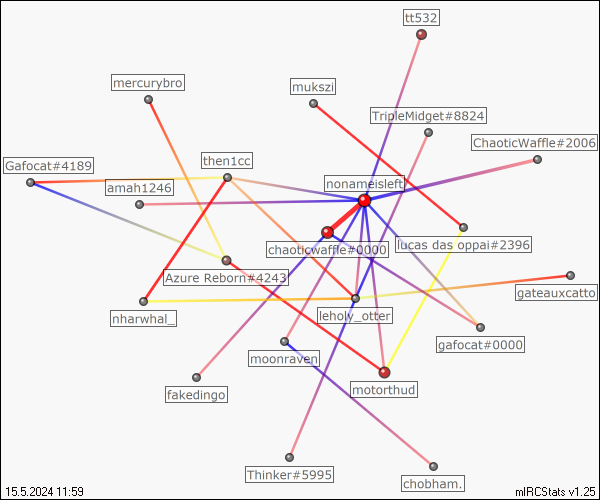 tt532
mercurybro
mukszi
TripleMidget#8824
ChaoticWaffle#2006
then1cc
Gafocat#4189
nonameisleft
amah1246
chaoticwaffle#0000
lucas das oppai#2396
Azure Reborn#4243
gateauxcatto
leholy_otter
nharwhal_
gafocat#0000
moonraven
motorthud
fakedingo
Thinker#5995
chobham.
15.5.2024 11:59
mIRCStats v1.25